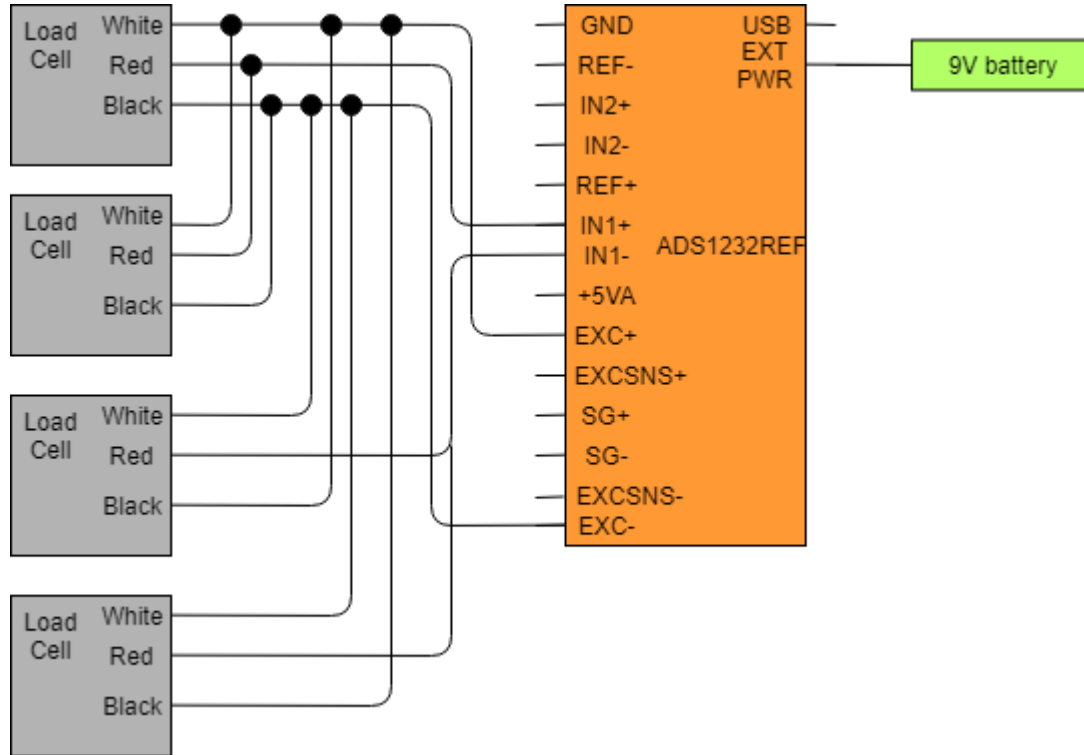 Load
Cell
White
Red
Black
Load
Cell
White
Red
Black
Load
Cell
White
Red
Black
Load
Cell
White
Red
Black
GND
REF-
IN2+
IN2-
REF+
IN1+
IN1-
+5VA
EXC+
EXCSNS+
SG+
SG-
EXCSNS-
EXC-
USB
EXT
PWR
ADS1232REF
9V battery